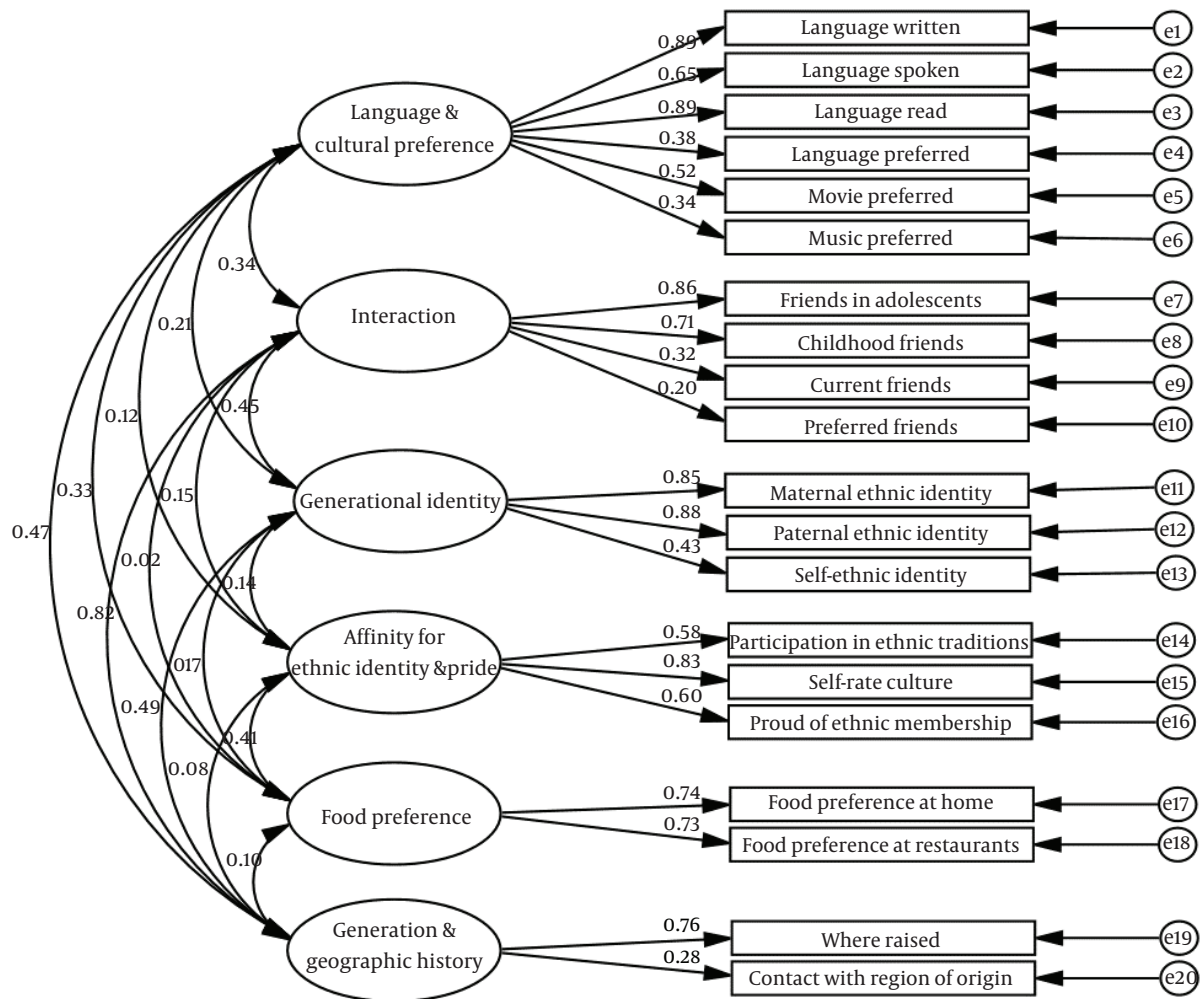 Language written
e1
0.89
Language spoken
e2
0.65
Language &
cultural preference
Language read
e3
0.89
Language preferred
e4
0.38
Movie preferred
e5
0.52
Music preferred
e6
0.34
0.34
Interaction
Friends in adolescents
e7
0.86
Childhood friends
e8
0.71
Current friends
e9
0.32
Preferred friends
e10
0.20
0.21
0.12
0.45
Generational identity
Maternal ethnic identity
e11
0.85
Paternal ethnic identity
e12
0.88
Self-ethnic identity
e13
0.43
0.33
0.15
0.47
0.02
0.14
0.82
Affinity for
ethnic identity &pride
Participation in ethnic traditions
e14
0.58
Self-rate culture
e15
0.83
Proud of ethnic membership
e16
0.60
017
0.49
0.41
0.08
Food preference
Food preference at home
e17
0.74
Food preference at restaurants
e18
0.73
0.10
Generation &
geographic history
Where raised
e19
0.76
Contact with region of origin
e20
0.28